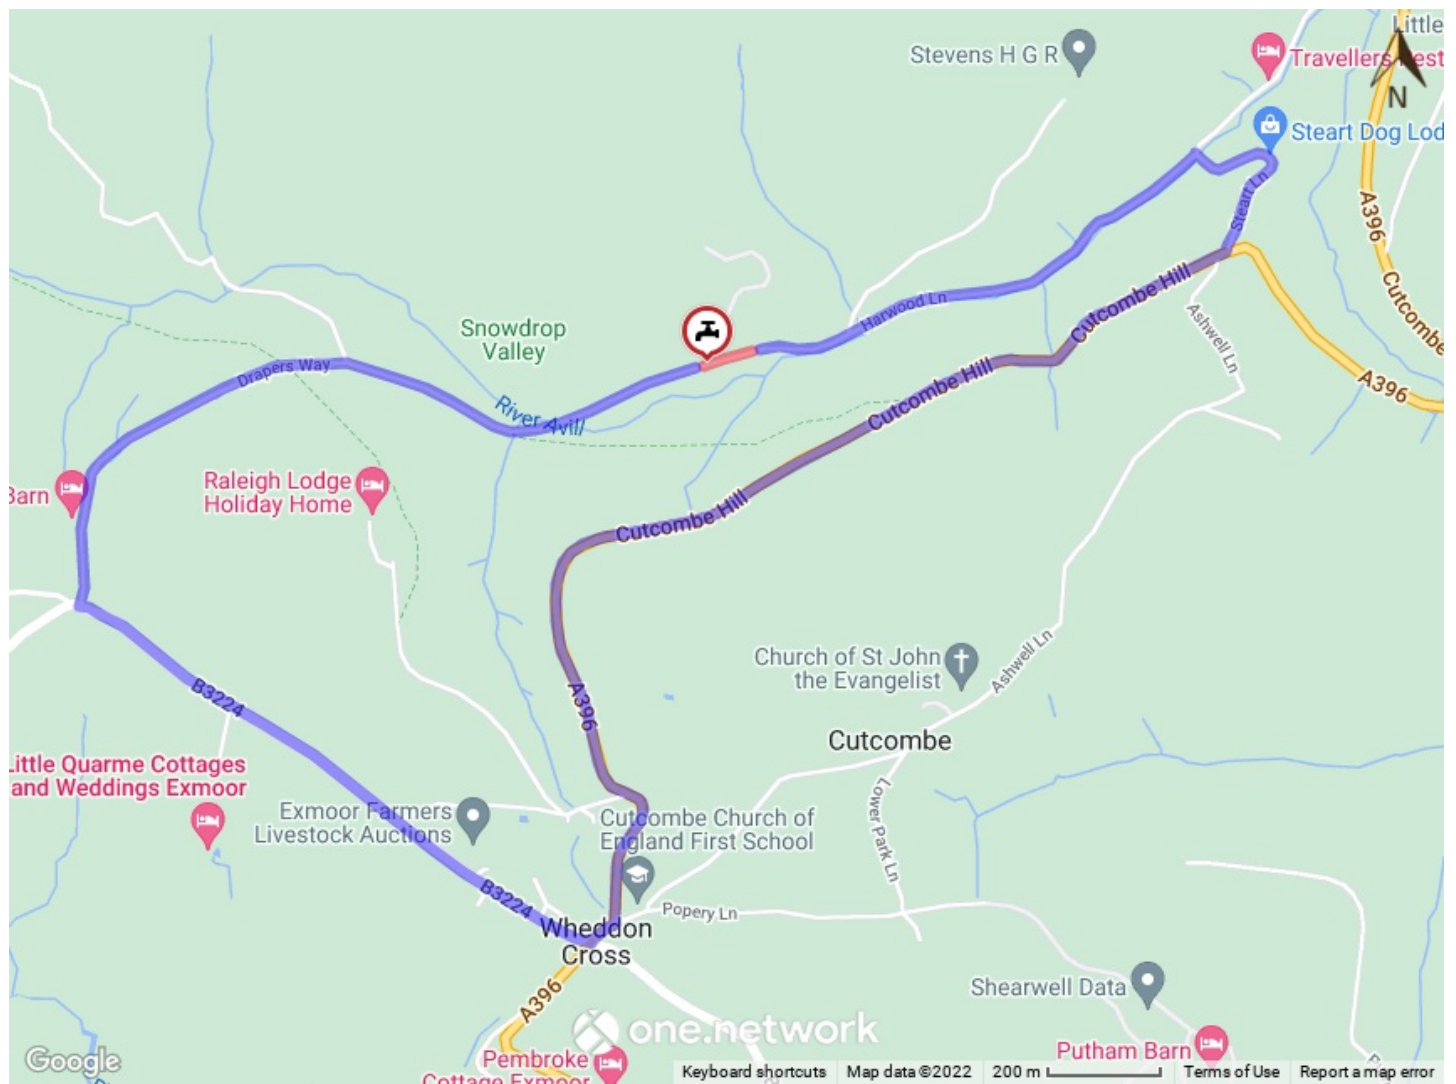 Little
Stevens H G R
Travellers Rest
N
Steart Dog Lod
Steart Ln
A396
Cutcombe Hill
Cutcombe
Harwood Ln
Ashwell Ln
Snowdrop
Valley
Cutcombe Hill
A396
Drapers Way
River Avill
Cutcombe Hill
Barn
Raleigh Lodge
Holiday Home
Cutcombe Hill
Church of St John
the Evangelist
Ashwell Ln
B3224
A396
Cutcombe
Little Quarme Cottages
and Weddings Exmoor
Exmoor Farmers
Livestock Auctions
Cutcombe Church of
England First School
Lower Park Ln
B3224
Popery Ln
Wheddon
Cross
A396
Shearwell Data
one.network
Putham Barn
Google
Pembroke
Cottage Exmoor
Keyboard shortcuts
Map data ©2022
200 m
Terms of Use
Report a map error